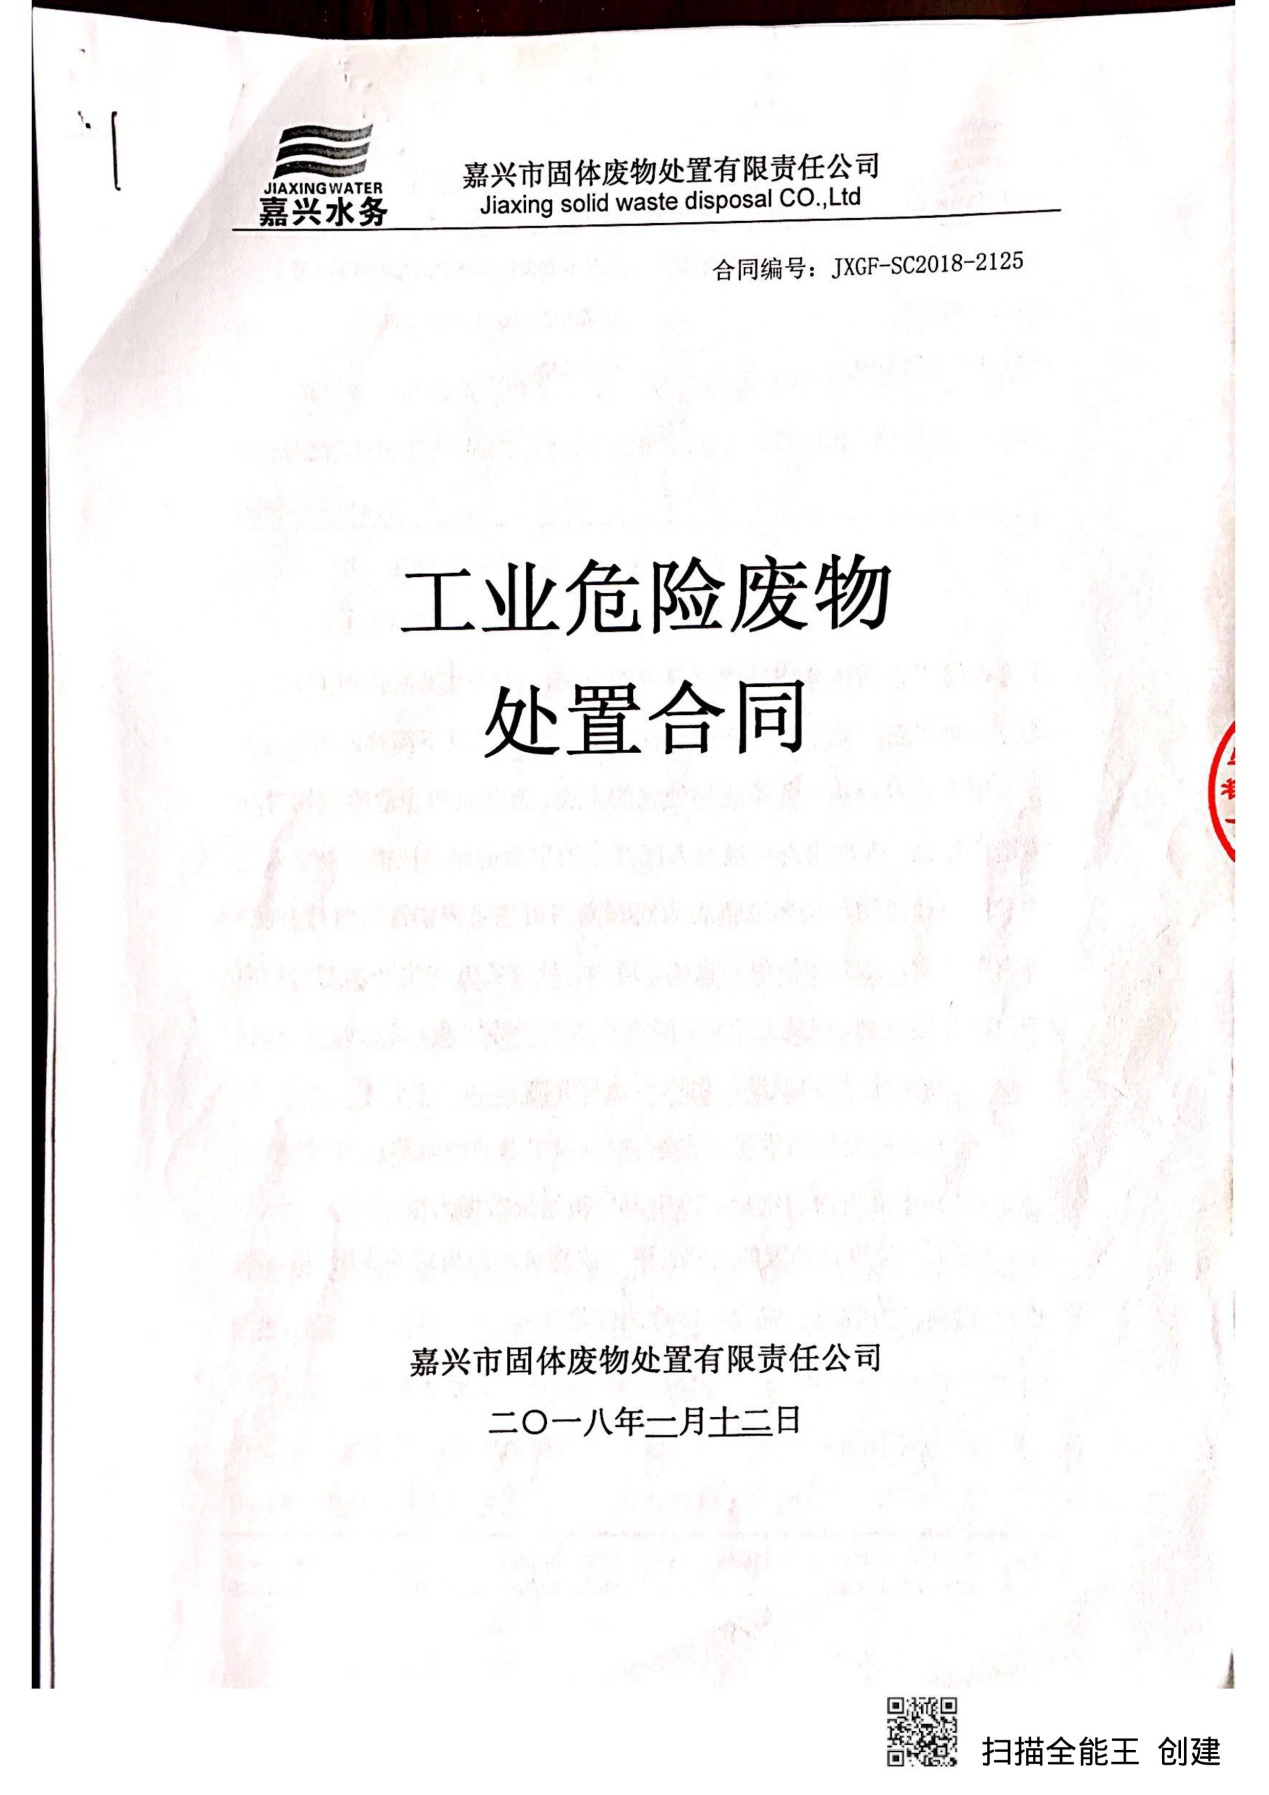 JIAXING WATER
嘉兴水务
嘉兴市固体废物处置有限责任公司
Jiaxing solid waste disposal CO.,Ltd
合同编号：JXGF-SC2018-2125
工业危险废物
处置合同
嘉兴市固体废物处置有限责任公司
二〇一八年一月十二日
扫描全能王 创建